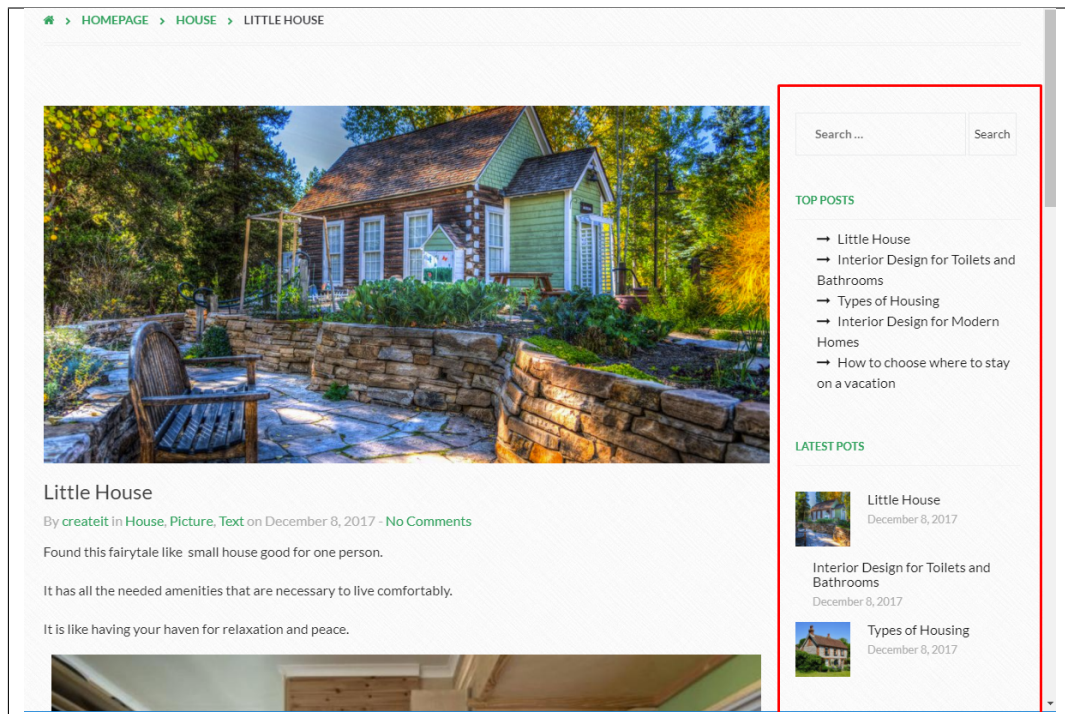 > HOMEPAGE > HOUSE > LITTLE HOUSE
Little House
By createit in House, Picture, Text on December 8, 2017 - No Comments
Found this fairytale like small house good for one person.
It has all the needed amenities that are necessary to live comfortably.
It is like having your haven for relaxation and peace.
Search ...
Search
TOP POSTS
→ Little House
→ Interior Design for Toilets and
Bathrooms
→ Types of Housing
→ Interior Design for Modern
Homes
→ How to choose where to stay
on a vacation
LATEST POTS
Little House
December 8, 2017
Interior Design for Toilets and
Bathrooms
December 8, 2017
Types of Housing
December 8, 2017